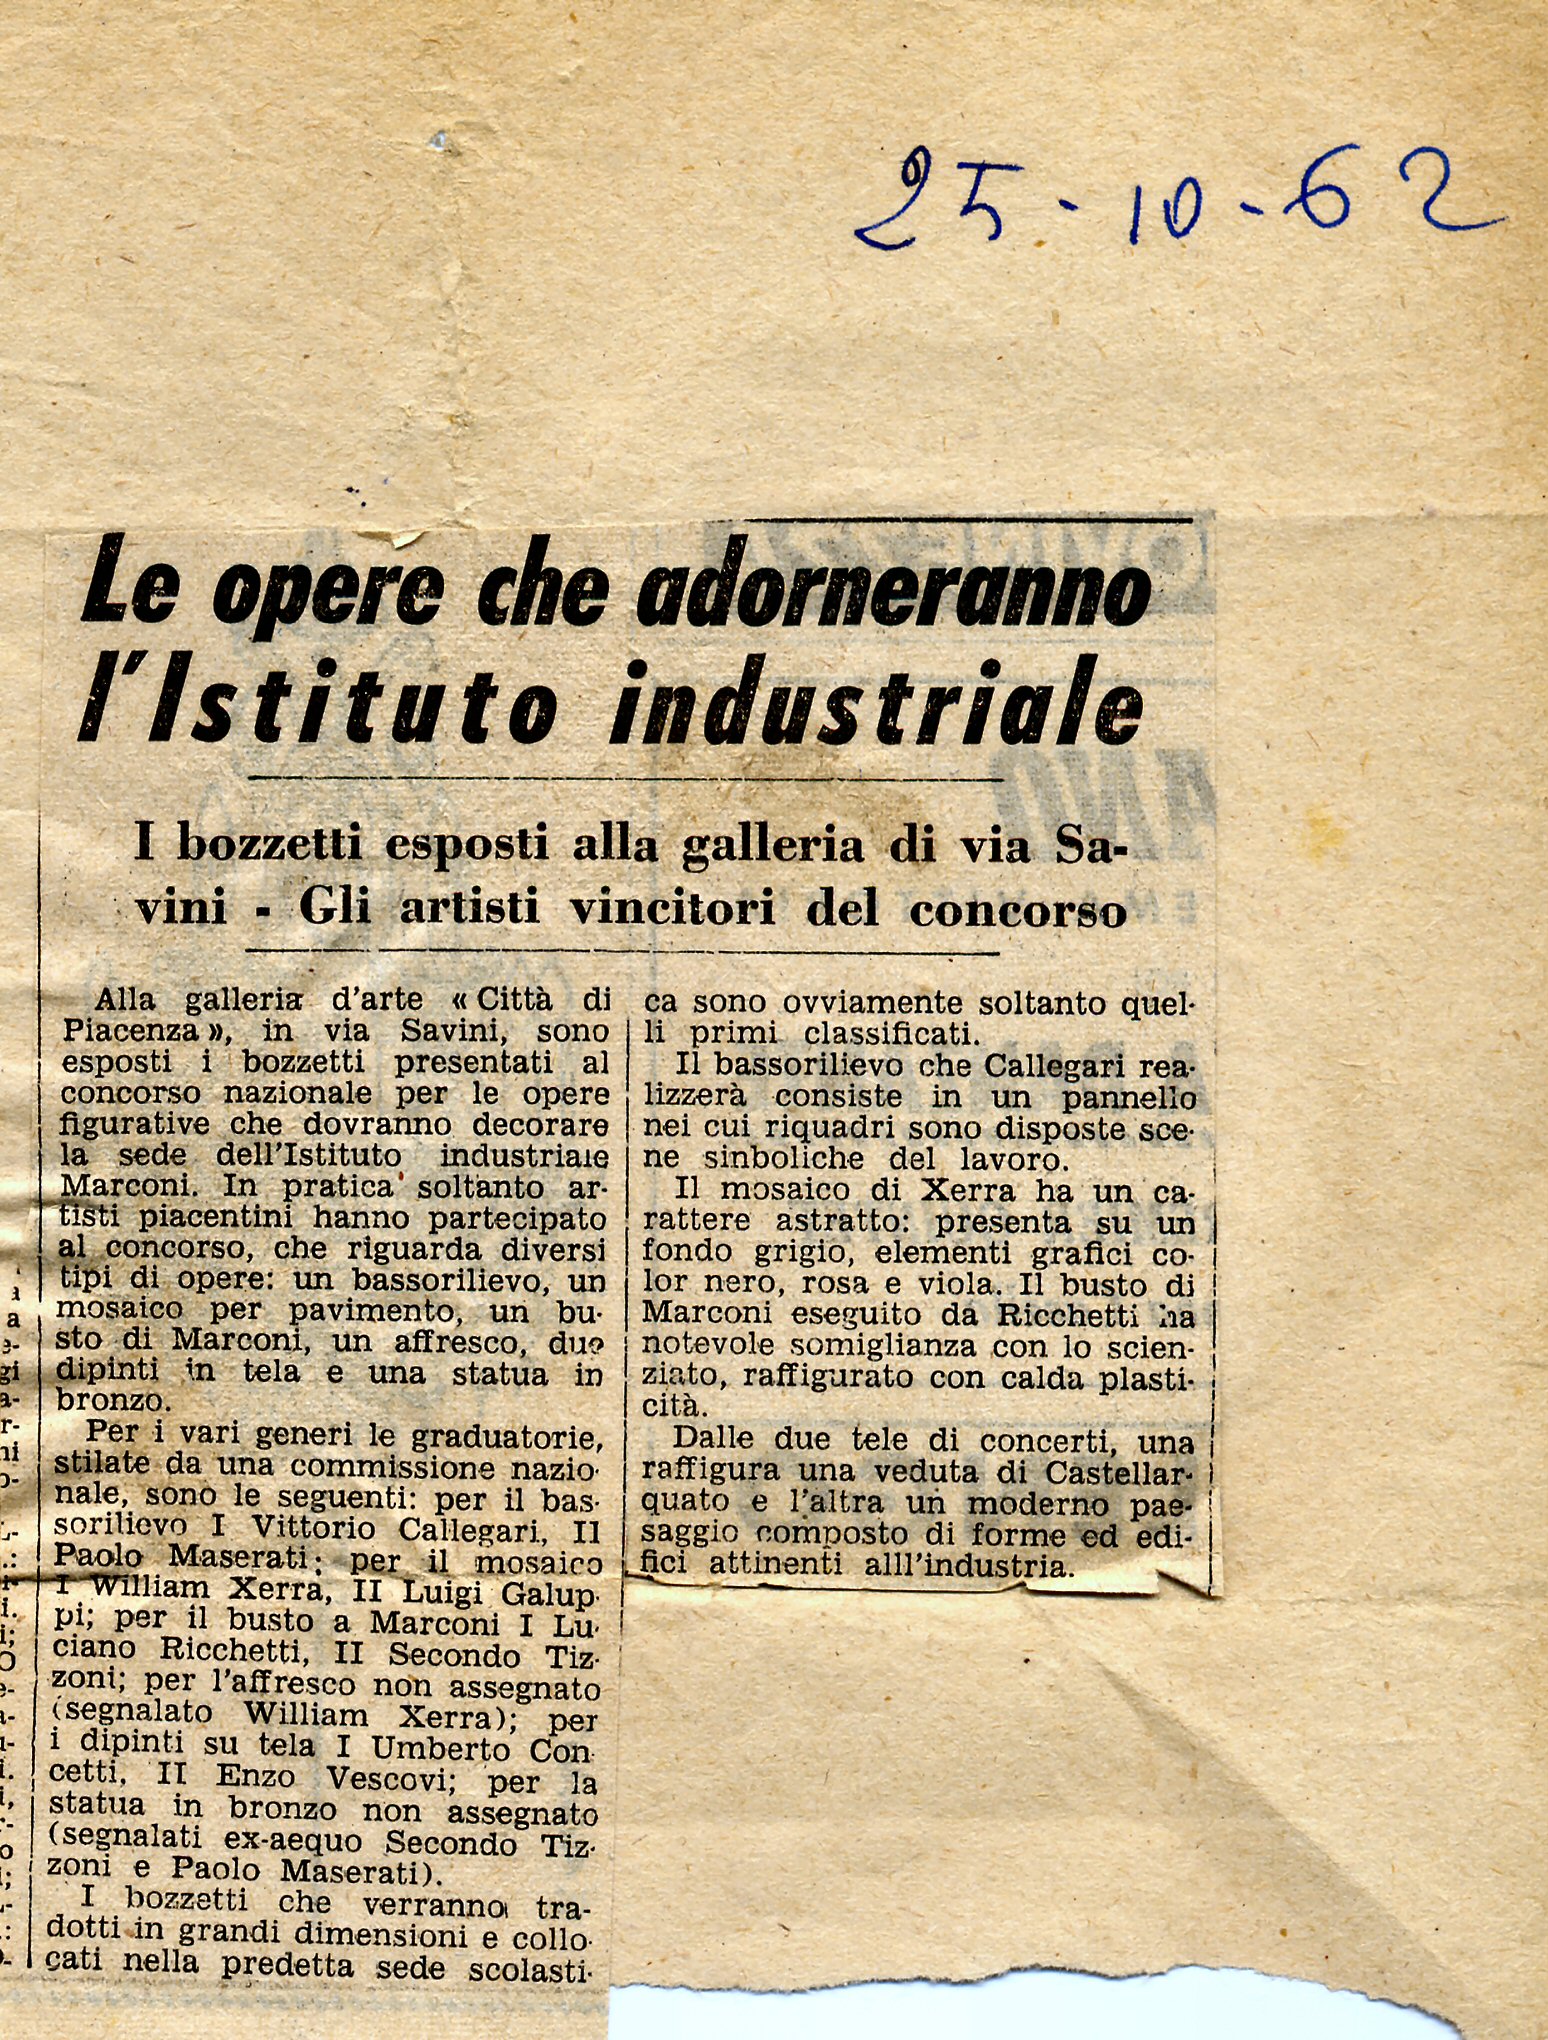 25-10-62
Le opere che adorneranno
l'Istituto industriale
I bozzetti esposti alla galleria di via Sa-
vini - Gli artisti vincitori del concorso
Alla galleria d'arte « Città di
Piacenza », in via Savini, sono
esposti i bozzetti presentati al
concorso nazionale per le opere
figurative che dovranno decorare
la sede dell'Istituto industriale
Marconi. In pratica soltanto ar-
tisti piacentini hanno partecipato
al concorso, che riguarda diversi
tipi di opere: un bassorilievo, un
mosaico per pavimento, un bu-
sto di Marconi, un affresco, due
dipinti in tela e una statua in
bronzo.
Per i vari generi le graduatorie,
stilate da una commissione nazio-
nale, sono le seguenti: per il bas-
sorilievo I Vittorio Callegari, II
Paolo Maserati; per il mosaico
I William Xerra, II Luigi Galup-
pi; per il busto a Marconi I Lu-
ciano Ricchetti, II Secondo Tiz-
zoni; per l'affresco non assegnato
(segnalato William Xerra); per
i dipinti su tela I Umberto Con-
cetti, II Enzo Vescovi; per la
statua in bronzo non assegnato
(segnalati ex-aequo Secondo Tiz-
zoni e Paolo Maserati).
I bozzetti che verranno tra-
dotti in grandi dimensioni e collo-
cati nella predetta sede scolasti-
ca sono ovviamente soltanto quel-
li primi classificati.
Il bassorilievo che Callegari rea-
lizzerà consiste in un pannello
nei cui riquadri sono disposte sce-
ne sinboliche del lavoro.
Il mosaico di Xerra ha un ca-
rattere astratto: presenta su un
fondo grigio, elementi grafici co-
lor nero, rosa e viola. Il busto di
Marconi eseguito da Ricchetti ha
notevole somiglianza con lo scien-
ziato, raffigurato con calda plasti-
cità.
Dalle due tele di concerti, una
raffigura una veduta di Castellar-
quato e l'altra un moderno pae-
saggio composto di forme ed edi-
fici attinenti alll'industria.